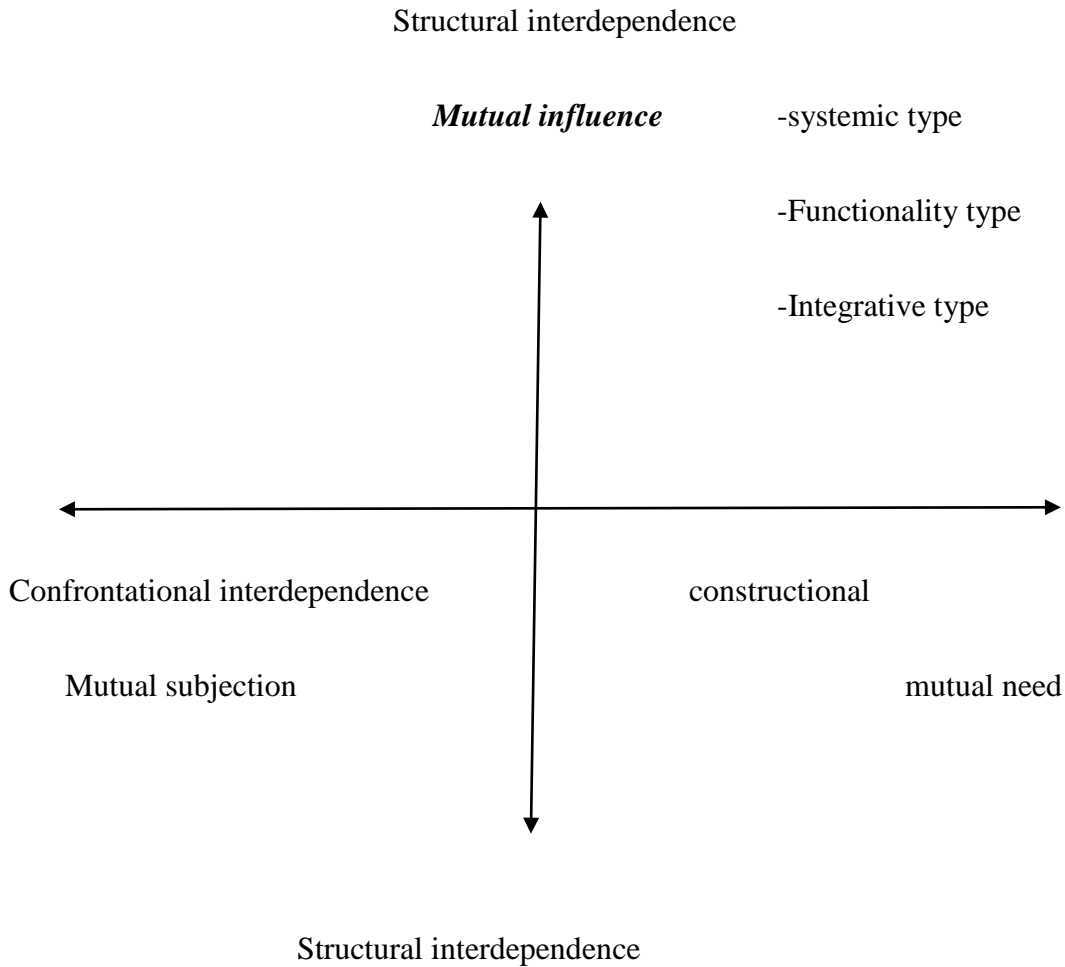 Structural interdependence
Mutual influence -systemic type
-Functionality type
-Integrative type
Confrontational interdependence constructional
Mutual subjection mutual need
Structural interdependence